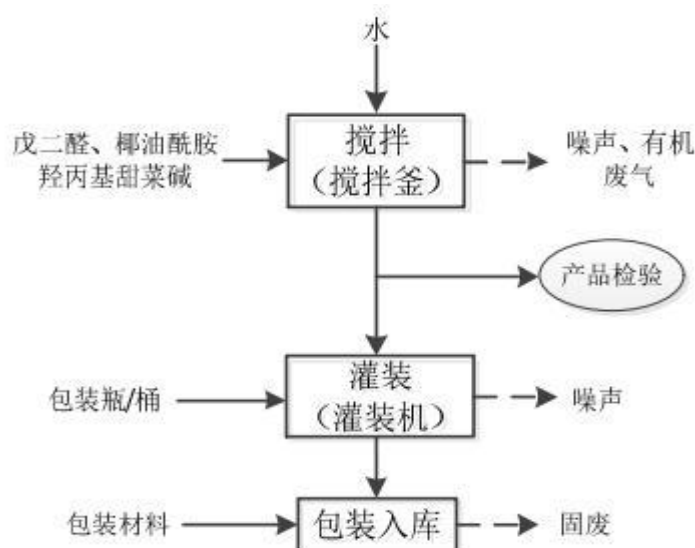 水
戊二醛、椰油酰胺
羟丙基甜菜碱
搅拌
（搅拌釜）
噪声、有机
废气
产品检验
包装瓶/桶
灌装
（灌装机）
噪声
包装材料
包装入库
固废